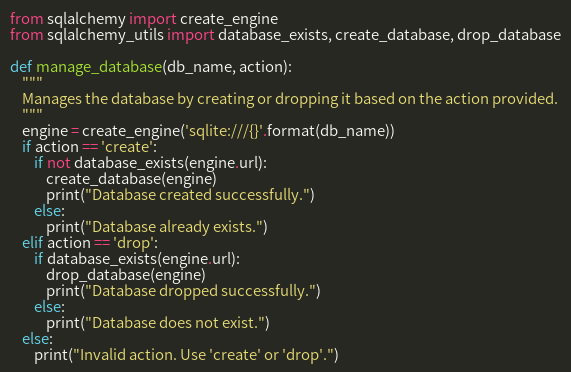 from sqlalchemy import create_engine
from sqlalchemy_utils import database_exists, create_database, drop_database

def manage_database(db_name, action):
    """
    Manages the database by creating or dropping it based on the action provided.
    """
    engine = create_engine('sqlite:///{}'.format(db_name))
    if action == 'create':
        if not database_exists(engine.url):
            create_database(engine)
            print("Database created successfully.")
        else:
            print("Database already exists.")
    elif action == 'drop':
        if database_exists(engine.url):
            drop_database(engine)
            print("Database dropped successfully.")
        else:
            print("Database does not exist.")
    else:
        print("Invalid action. Use 'create' or 'drop'.")